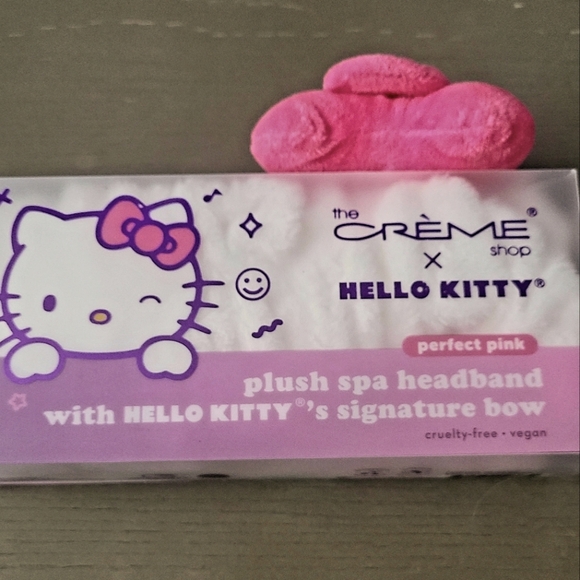 the
CRÈME®
shop
×
HELLO KITTY®
perfect pink
plush spa headband
with HELLO KITTY®'s signature bow
cruelty-free • vegan